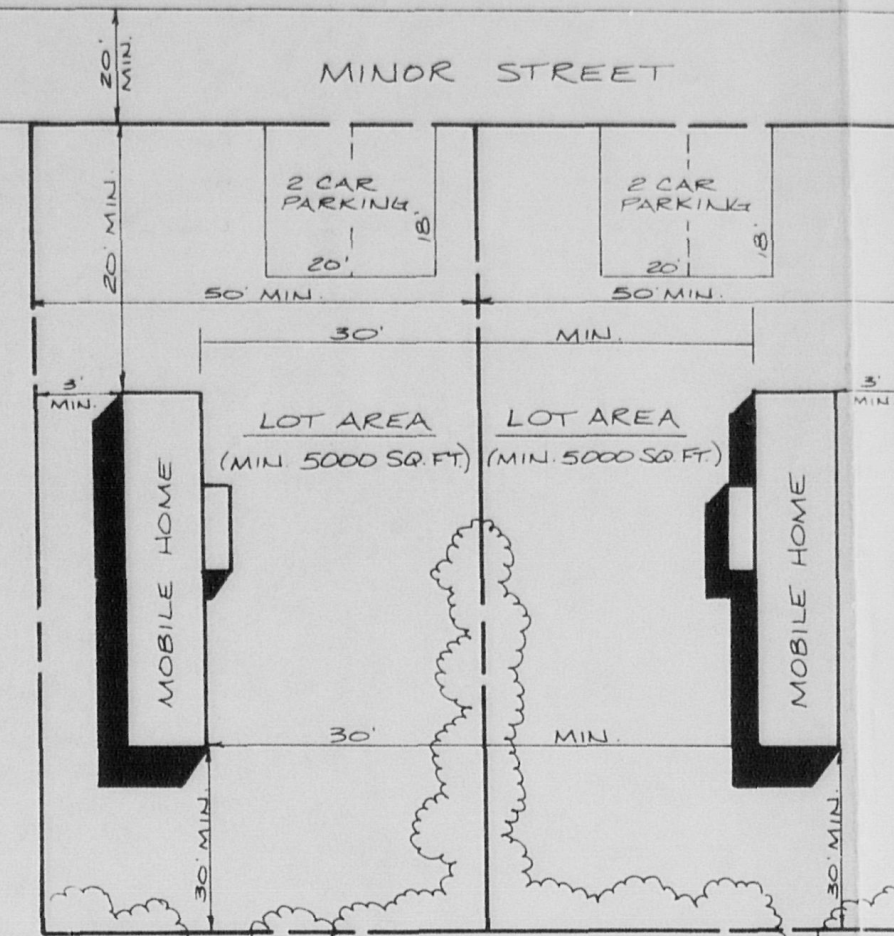 20'
MIN.
MINOR STREET
2 CAR
PARKING
18'
20'
2 CAR
PARKING
18'
20'
20' MIN.
50' MIN.
50' MIN.
30' MIN.
3'
MIN.
3'
MIN
LOT AREA
(MIN. 5000 SQ. FT.)
LOT AREA
(MIN. 5000 SQ. FT.)
MOBILE HOME
MOBILE HOME
30' MIN.
30' MIN.
30' MIN.